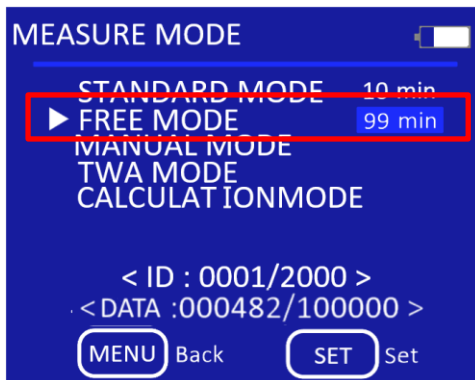 MEASURE MODE
STANDARD MODE 10 min
FREE MODE 99 min
MANUAL MODE
TWA MODE
CALCULAT IONMODE
< ID : 0001/2000 >
< DATA :000482/100000 >
MENU Back SET Set